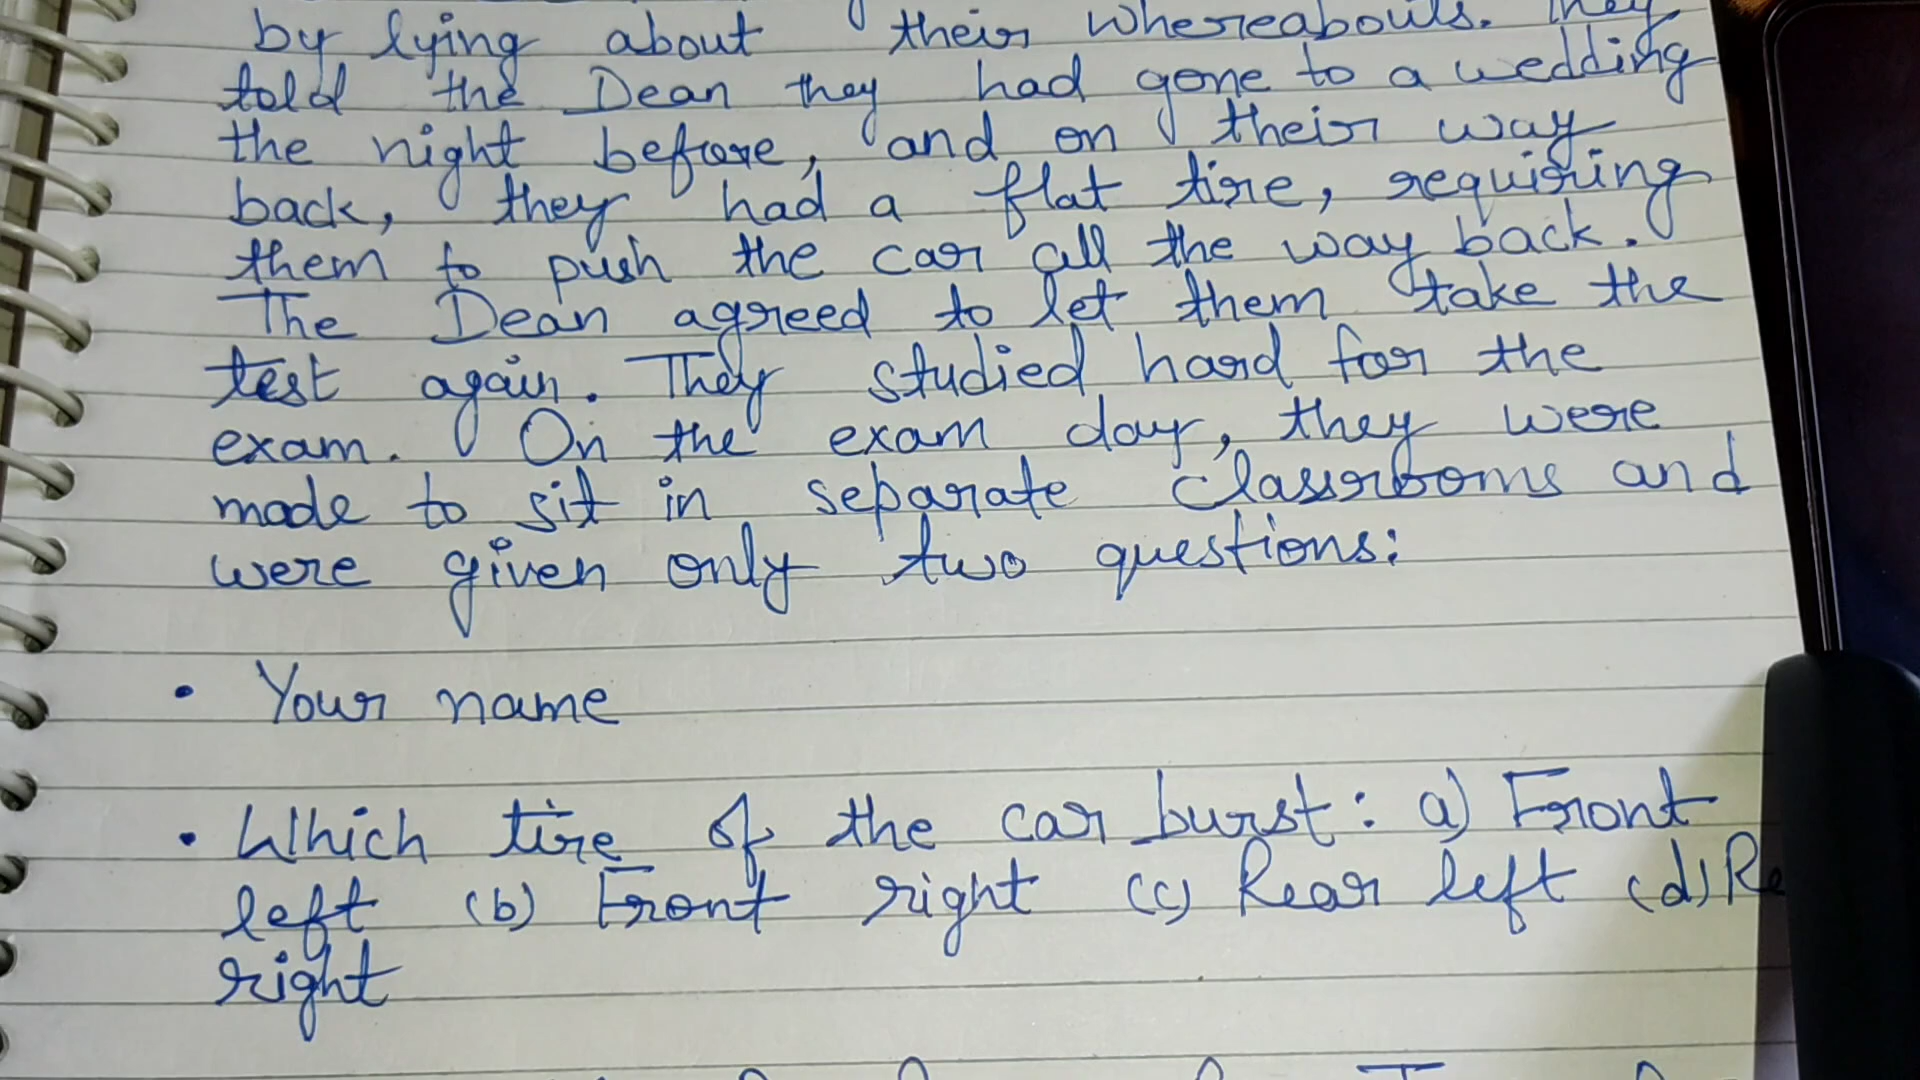 by lying about their whereabouts. They
told the Dean they had gone to a wedding
the night before, and on their way
back, they had a flat tire, requiring
them to push the car all the way back.
The Dean agreed to let them take the
test again. They studied hard for the
exam. On the exam day, they were
made to sit in separate classrooms and
were given only two questions:
• Your name
• Which tire of the car burst: a) Front
left (b) Front right (c) Rear left (d) Re
right